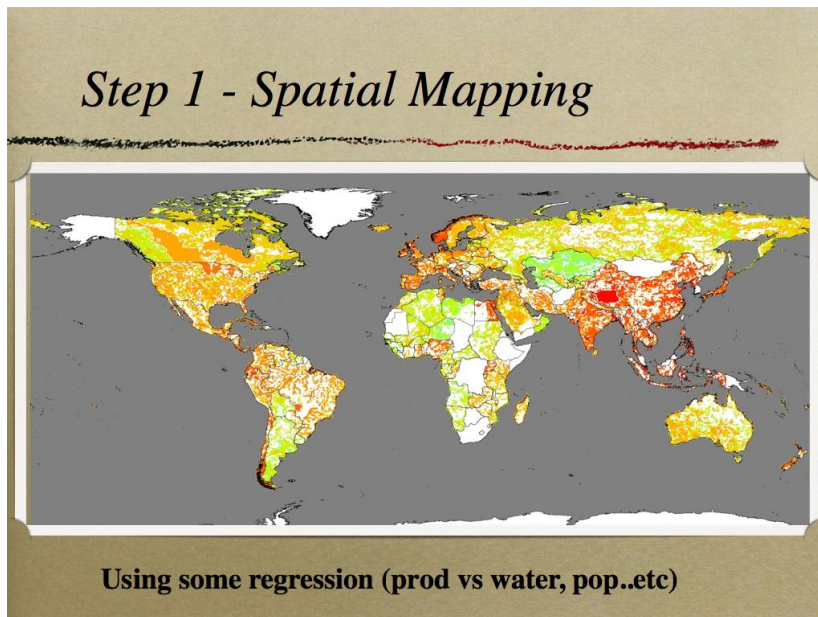 Step 1 - Spatial Mapping
Using some regression (prod vs water, pop..etc)